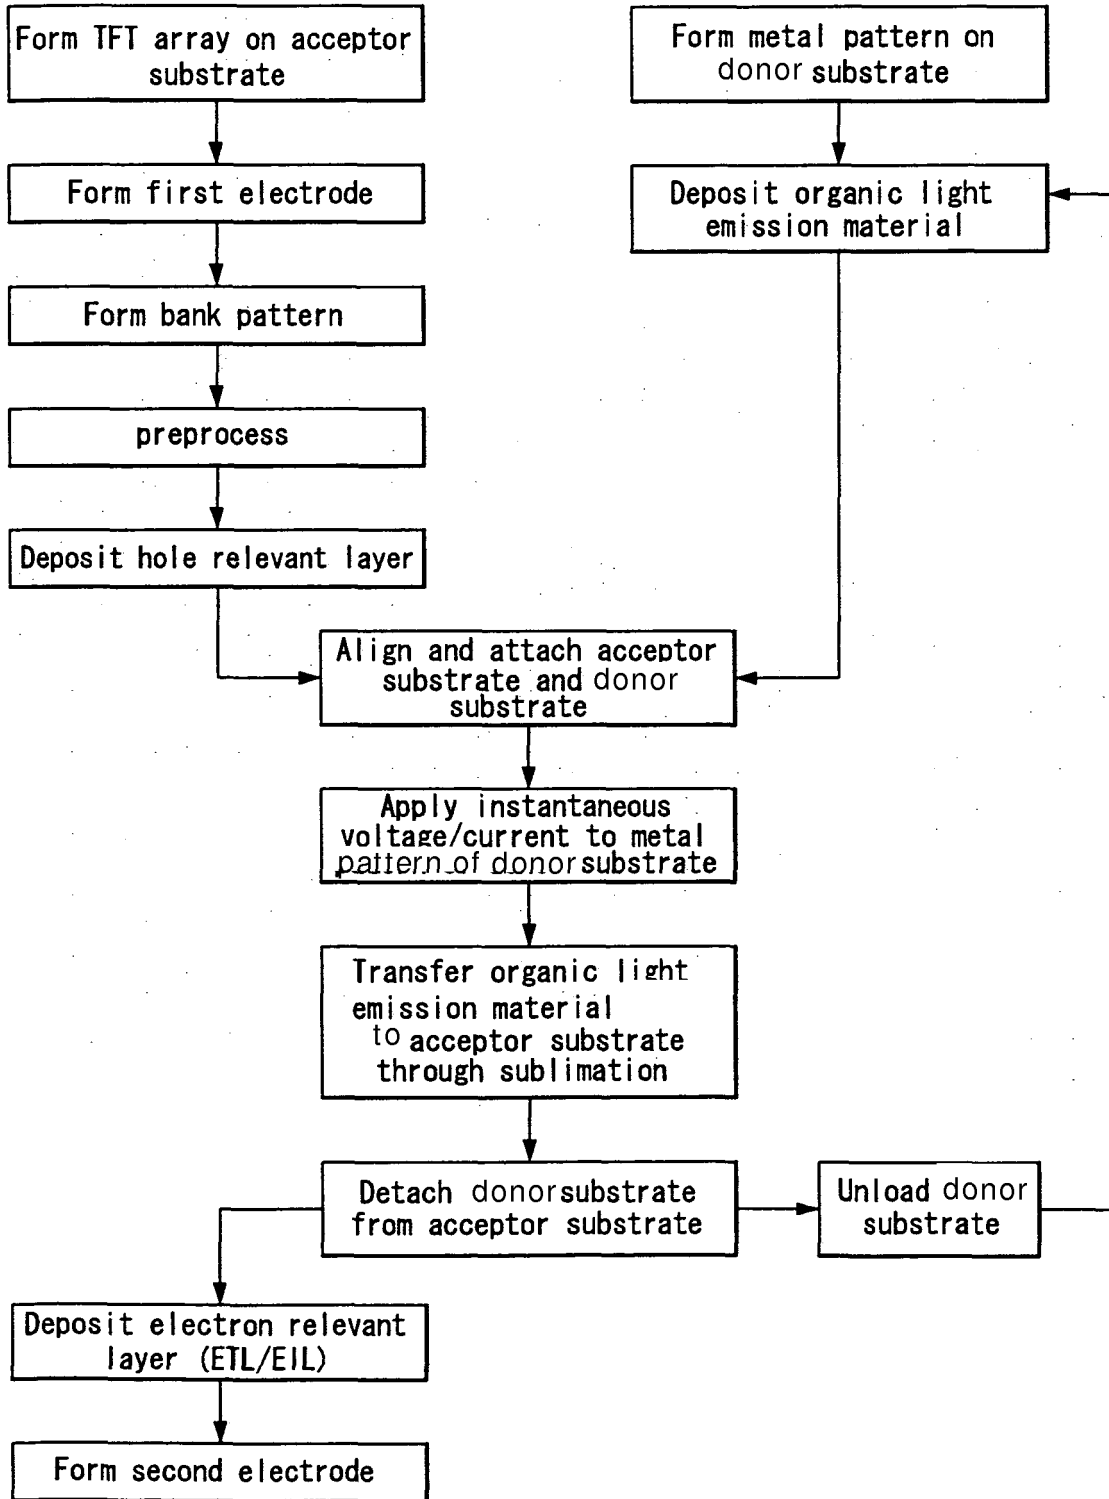 Form TFT array on acceptor
substrate
Form metal pattern on
donor substrate
Form first electrode
Deposit organic light
emission material
Form bank pattern
preprocess
Deposit hole relevant layer
Align and attach acceptor
substrate and donor
substrate
Apply instantaneous
voltage/current to metal
pattern of donor substrate
Transfer organic light
emission material
to acceptor substrate
through sublimation
Detach donor substrate
from acceptor substrate
Unload donor
substrate
Deposit electron relevant
layer (ETL/EIL)
Form second electrode